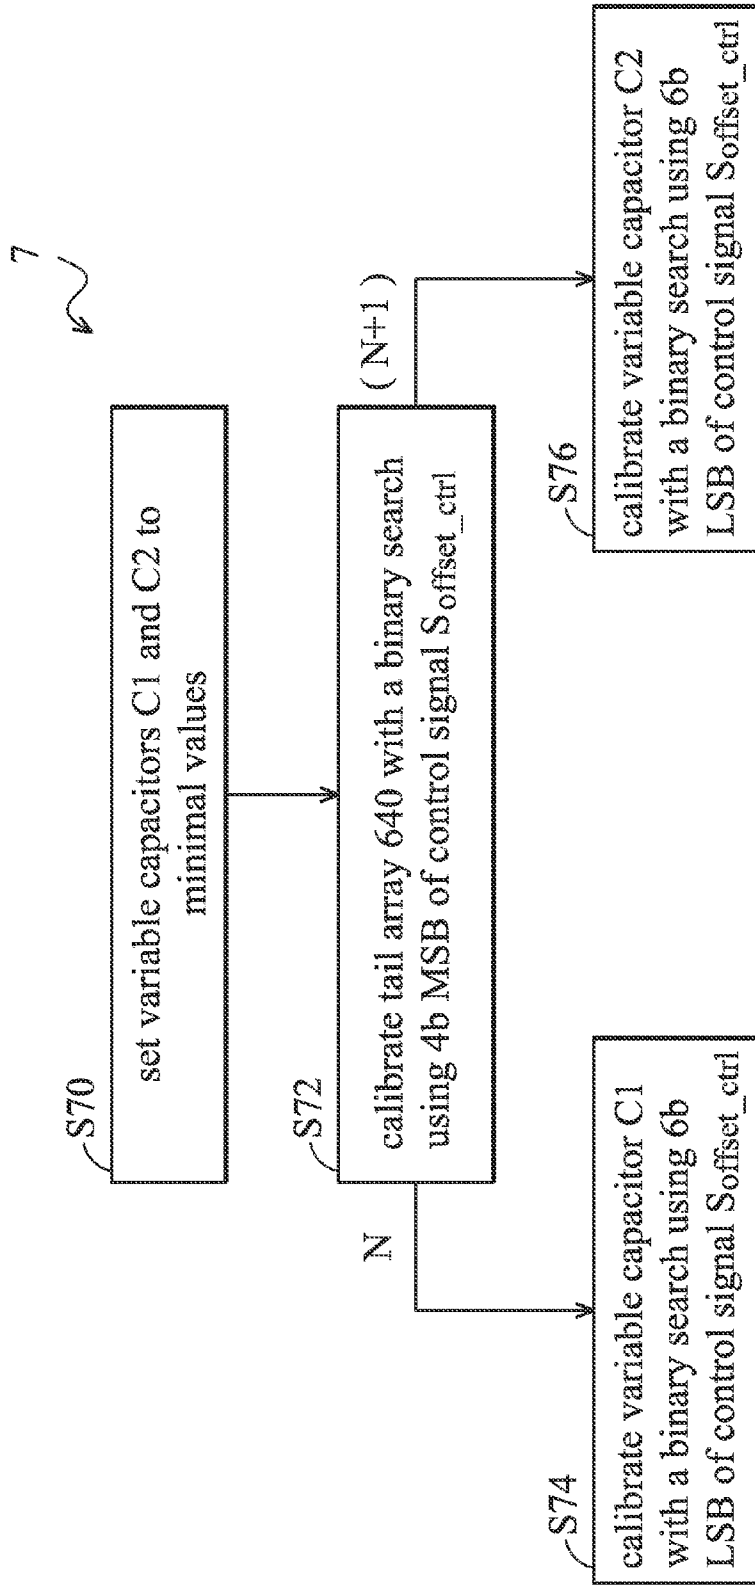 7
S70
set variable capacitors C1 and C2 to
minimal values
S72
calibrate tail array 640 with a binary search
using 4b MSB of control signal Soffset_ctrl
N
(N+1)
S74
calibrate variable capacitor C1
with a binary search using 6b
LSB of control signal Soffset_ctrl
S76
calibrate variable capacitor C2
with a binary search using 6b
LSB of control signal Soffset_ctrl